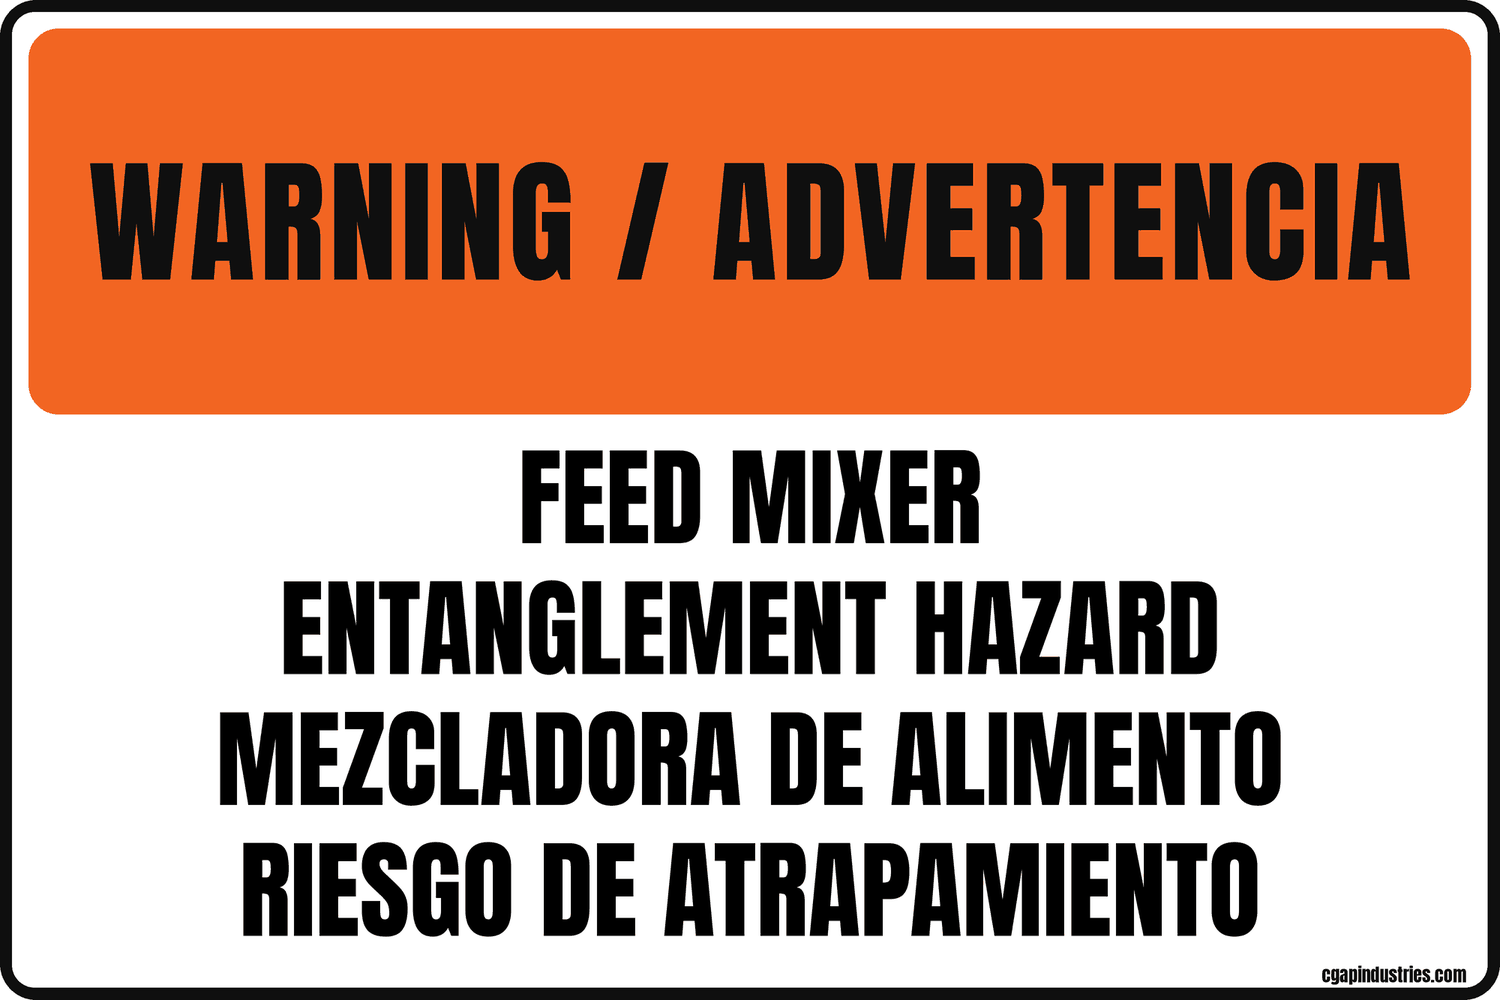 WARNING / ADVERTENCIA
FEED MIXER
ENTANGLEMENT HAZARD
MEZCLADORA DE ALIMENTO
RIESGO DE ATRAPAMIENTO
cgapindustries.com